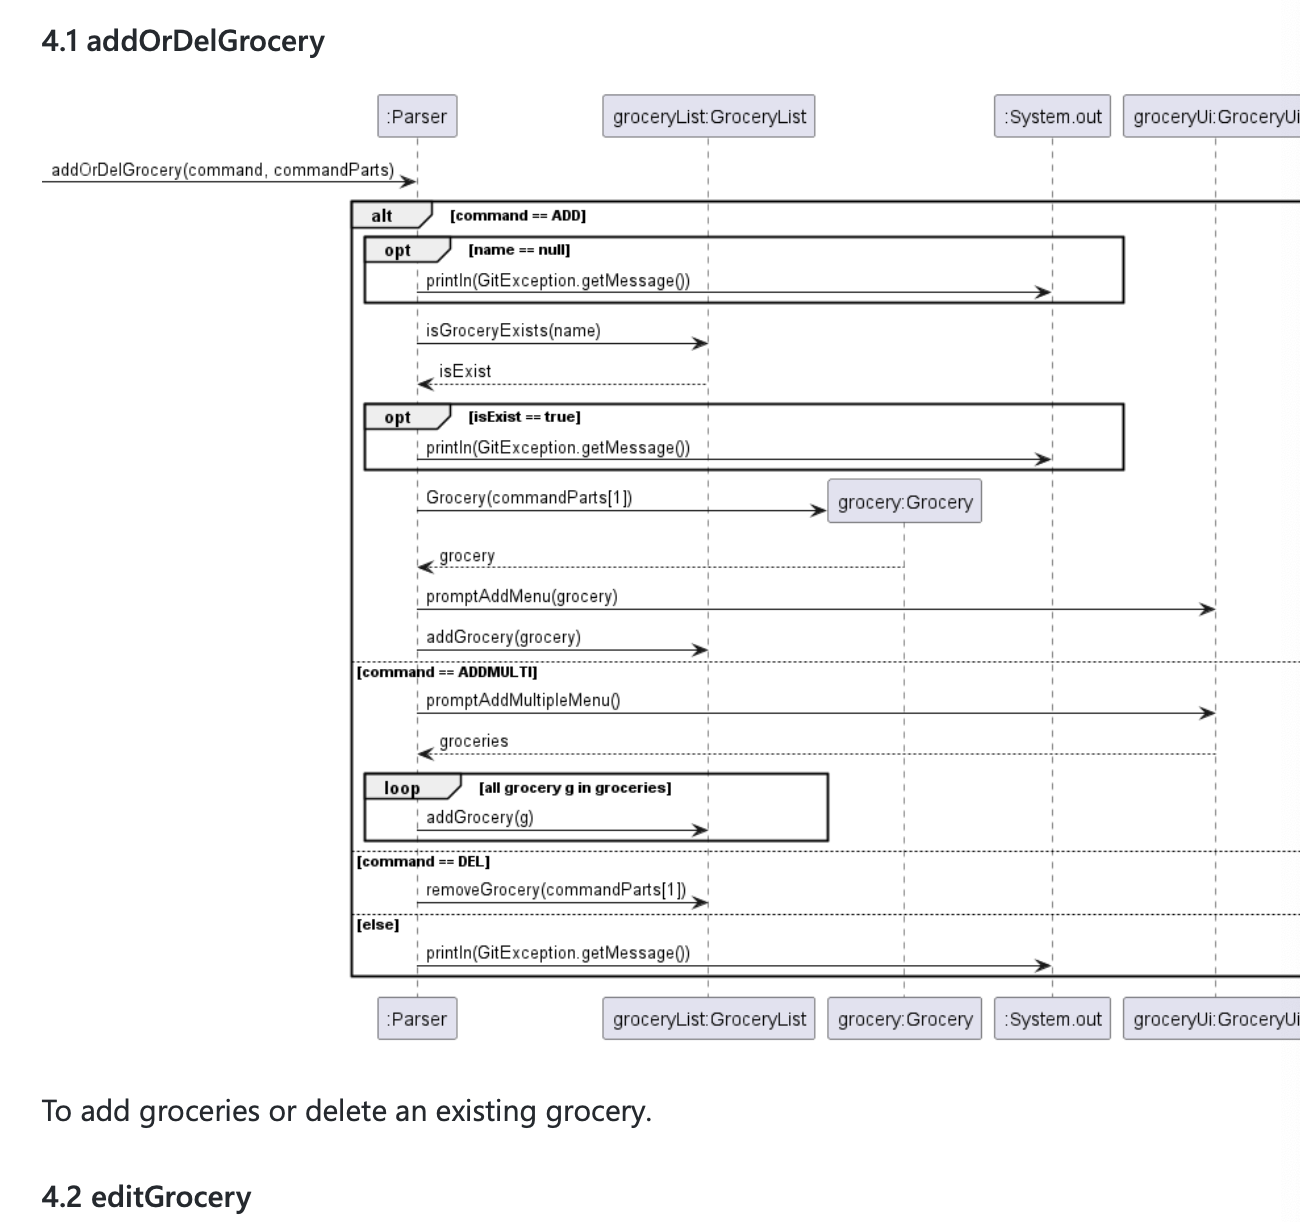 4.1 addOrDelGrocery
:Parser
groceryList:GroceryList
:System.out
groceryUi:GroceryUi
addOrDelGrocery(command, commandParts)
alt [command == ADD]
opt [name == null]
println(GitException.getMessage())
isGroceryExists(name)
isExist
opt [isExist == true]
println(GitException.getMessage())
Grocery(commandParts[1])
grocery:Grocery
grocery
promptAddMenu(grocery)
addGrocery(grocery)
[command == ADDMULTI]
promptAddMultipleMenu()
groceries
loop [all grocery g in groceries]
addGrocery(g)
[command == DEL]
removeGrocery(commandParts[1])
[else]
println(GitException.getMessage())
:Parser
groceryList:GroceryList
grocery:Grocery
:System.out
groceryUi:GroceryUi
To add groceries or delete an existing grocery.
4.2 editGrocery